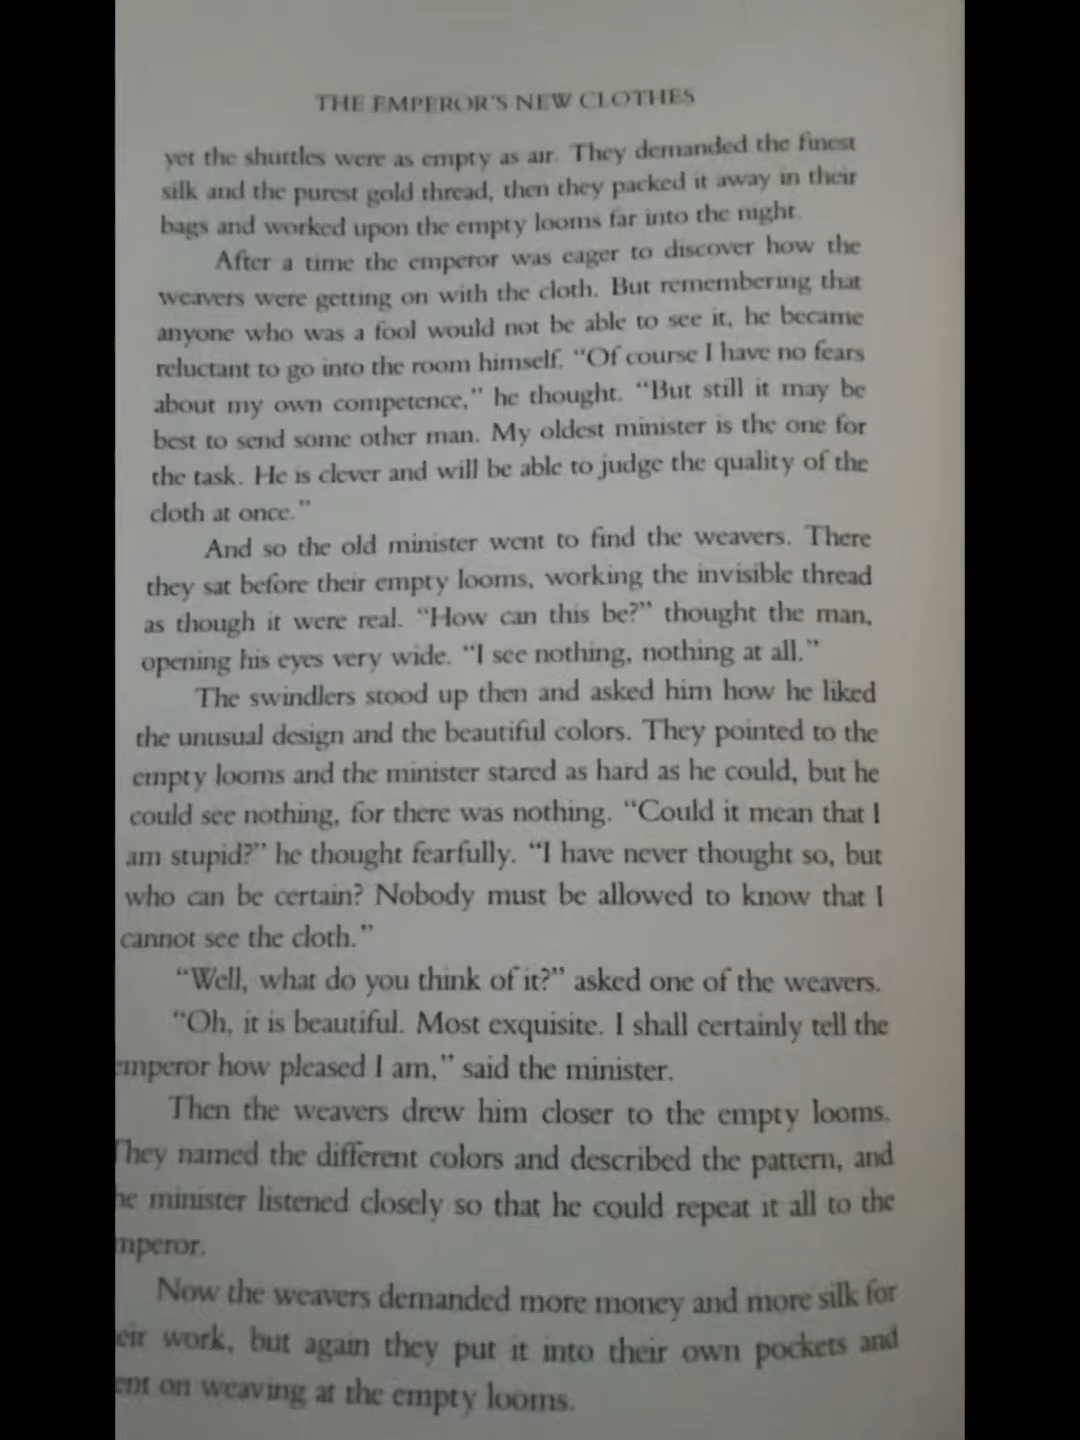 THE EMPEROR'S NEW CLOTHES
yet the shuttles were as empty as air. They demanded the finest
silk and the purest gold thread, then they packed it away in their
bags and worked upon the empty looms far into the night.
After a time the emperor was eager to discover how the
weavers were getting on with the cloth. But remembering that
anyone who was a fool would not be able to see it, he became
reluctant to go into the room himself. “Of course I have no fears
about my own competence,” he thought. “But still it may be
best to send some other man. My oldest minister is the one for
the task. He is clever and will be able to judge the quality of the
cloth at once.”
And so the old minister went to find the weavers. There
they sat before their empty looms, working the invisible thread
as though it were real. “How can this be?” thought the man,
opening his eyes very wide. “I see nothing, nothing at all.”
The swindlers stood up then and asked him how he liked
the unusual design and the beautiful colors. They pointed to the
empty looms and the minister stared as hard as he could, but he
could see nothing, for there was nothing. “Could it mean that I
am stupid?” he thought fearfully. “I have never thought so, but
who can be certain? Nobody must be allowed to know that I
cannot see the cloth.”
“Well, what do you think of it?” asked one of the weavers.
“Oh, it is beautiful. Most exquisite. I shall certainly tell the
emperor how pleased I am,” said the minister.
Then the weavers drew him closer to the empty looms.
They named the different colors and described the pattern, and
he minister listened closely so that he could repeat it all to the
mperor.
Now the weavers demanded more money and more silk for
eir work, but again they put it into their own pockets and
ent on weaving at the empty looms.